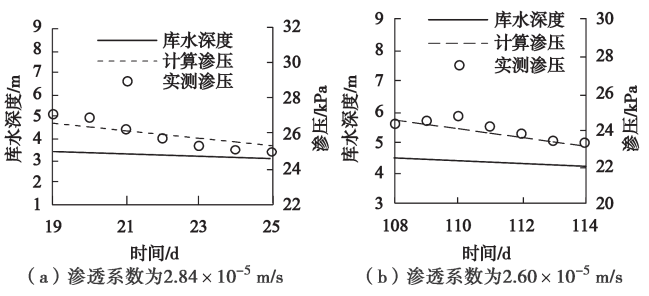 库水深度
计算渗压
实测渗压
库水深度/m
9
8
7
6
5
4
3
2
1
32
30
28
26
24
22
渗压/kPa
19
21
23
25
时间/d
(a)渗透系数为2.84×10⁻⁵ m/s
库水深度
计算渗压
实测渗压
库水深度/m
9
8
7
6
5
4
3
30
28
26
24
22
20
渗压/kPa
108
110
112
114
时间/d
(b)渗透系数为2.60×10⁻⁵ m/s